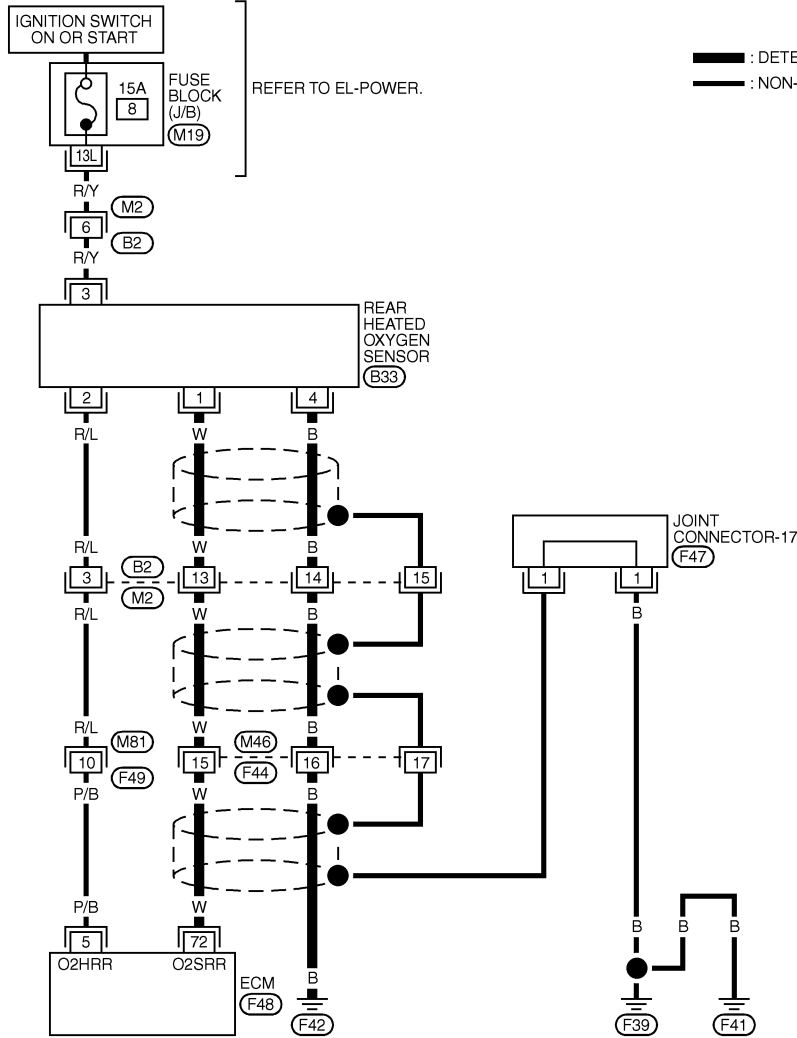 IGNITION SWITCH
ON OR START
15A
8
FUSE
BLOCK
(J/B)
M19
REFER TO EL-POWER.
: DETE
: NON-
13L
R/Y
M2
6
B2
R/Y
3
REAR
HEATED
OXYGEN
SENSOR
B33
2 1 4
R/L W B
R/L W B
JOINT
CONNECTOR-17
F47
3 B2 13 14 15
M2
1 1
R/L W B
B
R/L W B
M81 M46
10 15 16 17
F49 F44
P/B W B
P/B W
B B B
5 72
O2HRR O2SRR
ECM
F48
B
F42
F39 F41